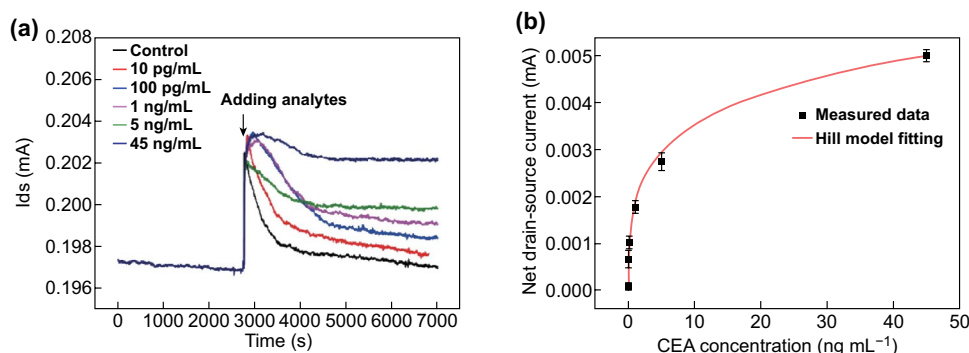 (a)
0.208
0.206
0.204
0.202
0.200
0.198
0.196
Ids (mA)
Control
10 pg/mL
100 pg/mL
1 ng/mL
5 ng/mL
45 ng/mL
Adding analytes
0 1000 2000 3000 4000 5000 6000 7000
Time (s)
(b)
0.005
0.004
0.003
0.002
0.001
0.000
Net drain-source current (mA)
Measured data
Hill model fitting
0 10 20 30 40 50
CEA concentration (ng mL⁻¹)